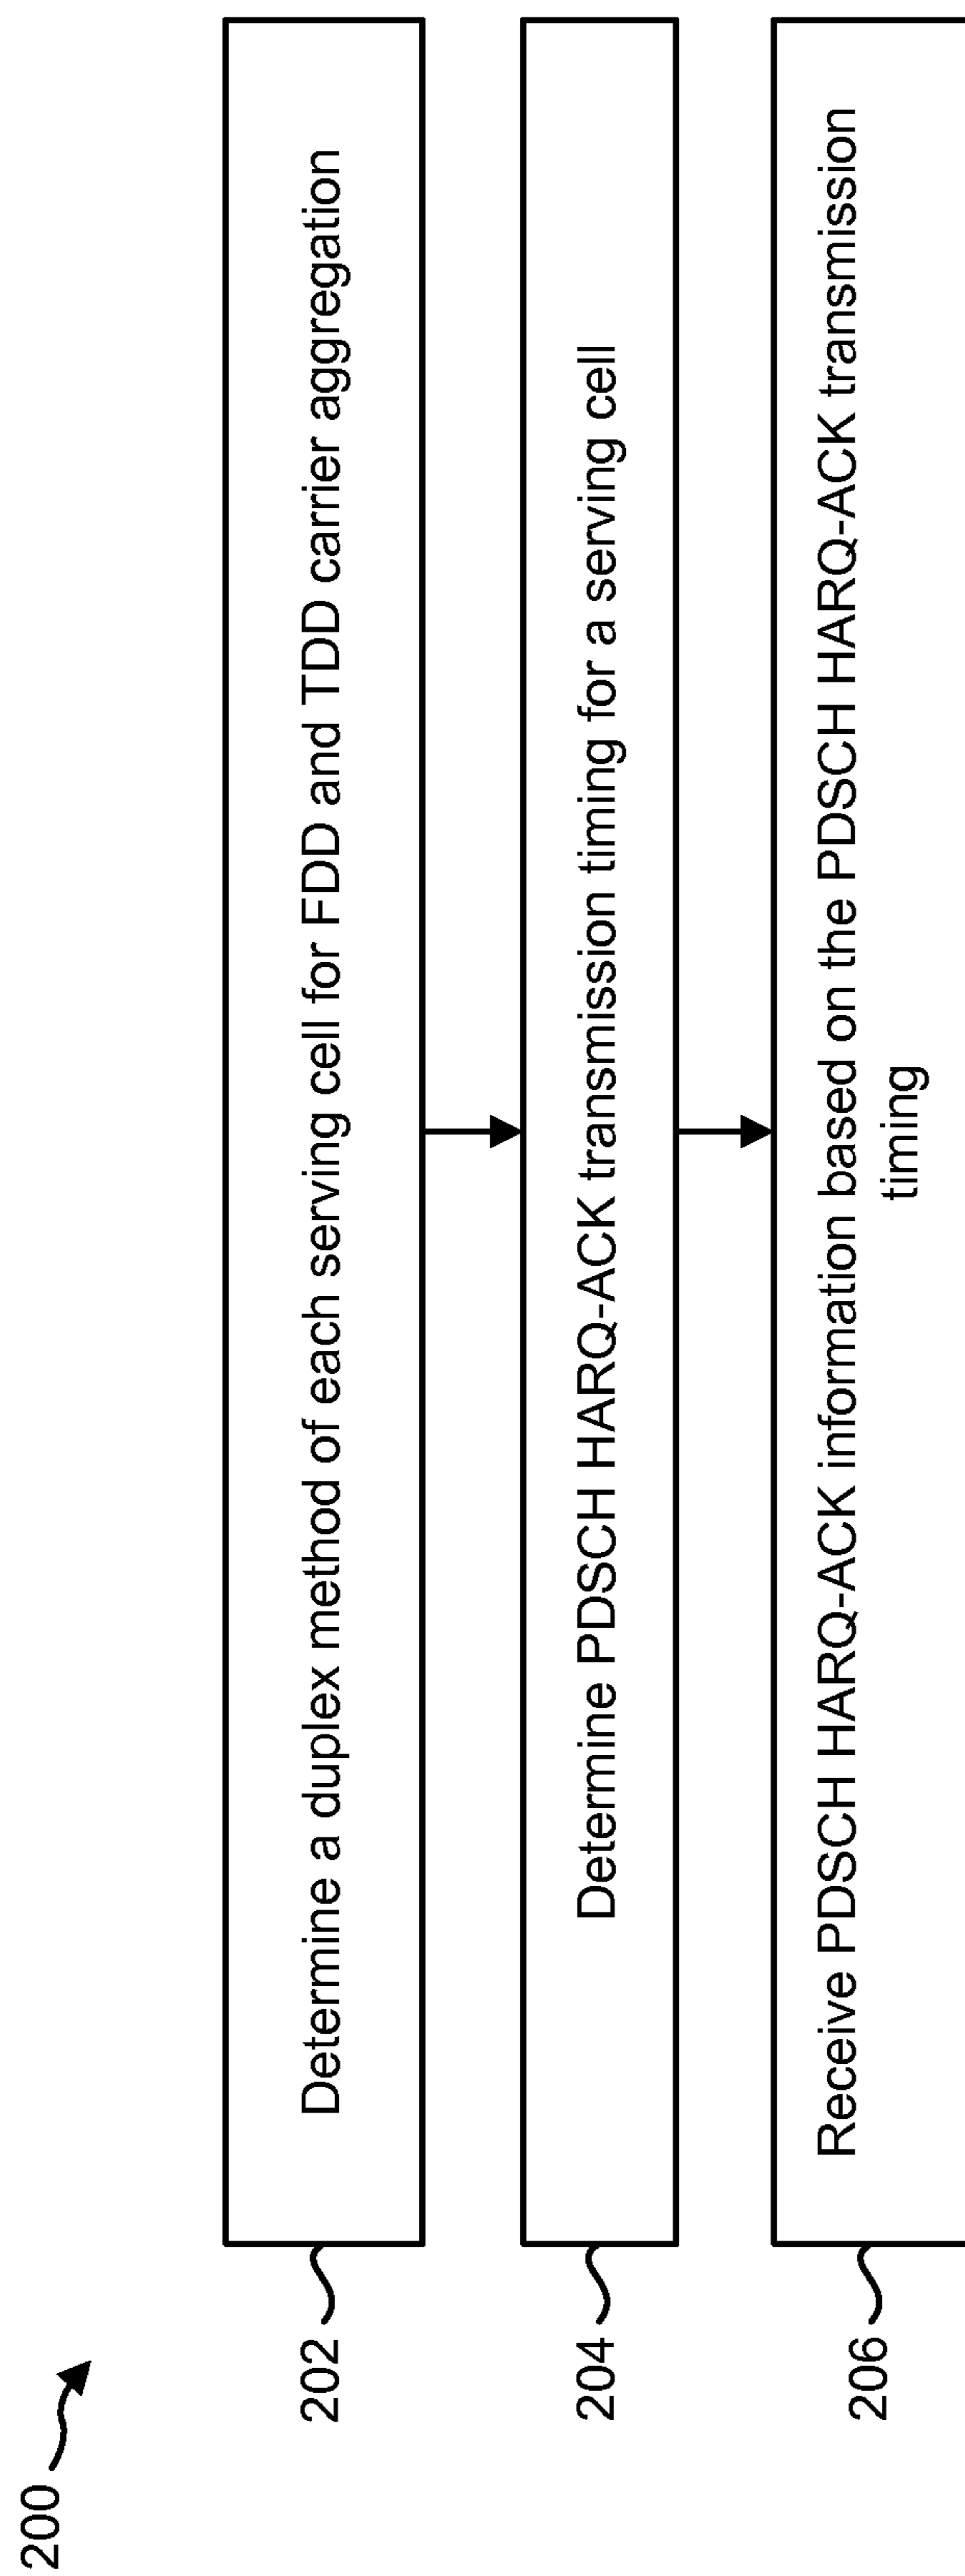 200
202
Determine a duplex method of each serving cell for FDD and TDD carrier aggregation
204
Determine PDSCH HARQ-ACK transmission timing for a serving cell
206
Receive PDSCH HARQ-ACK information based on the PDSCH HARQ-ACK transmission
timing